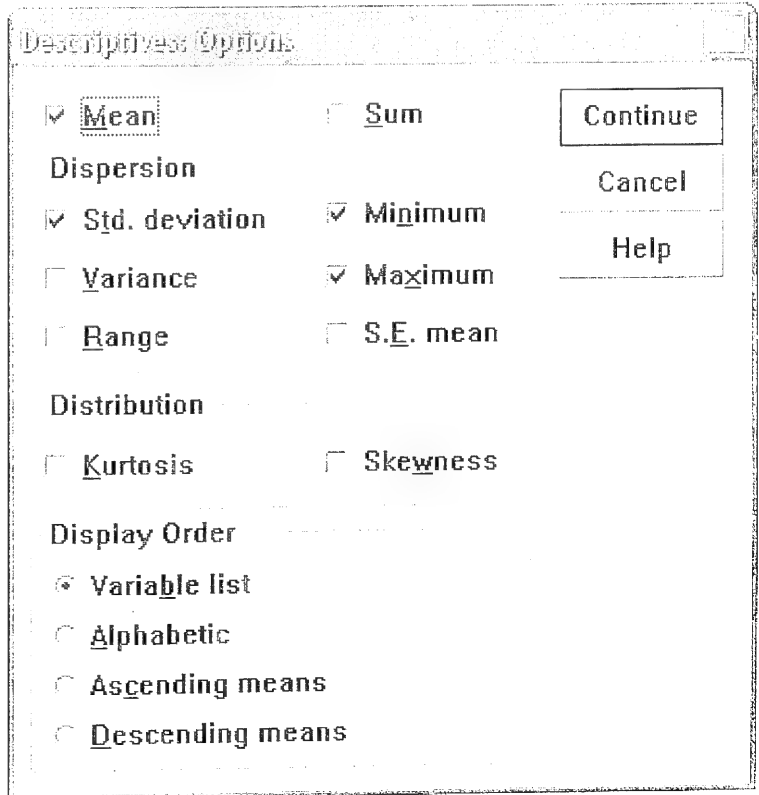 Descriptives: Options
Mean
Sum
Continue
Dispersion
Cancel
Std. deviation
Minimum
Help
Variance
Maximum
Range
S.E. mean
Distribution
Kurtosis
Skewness
Display Order
Variable list
Alphabetic
Ascending means
Descending means